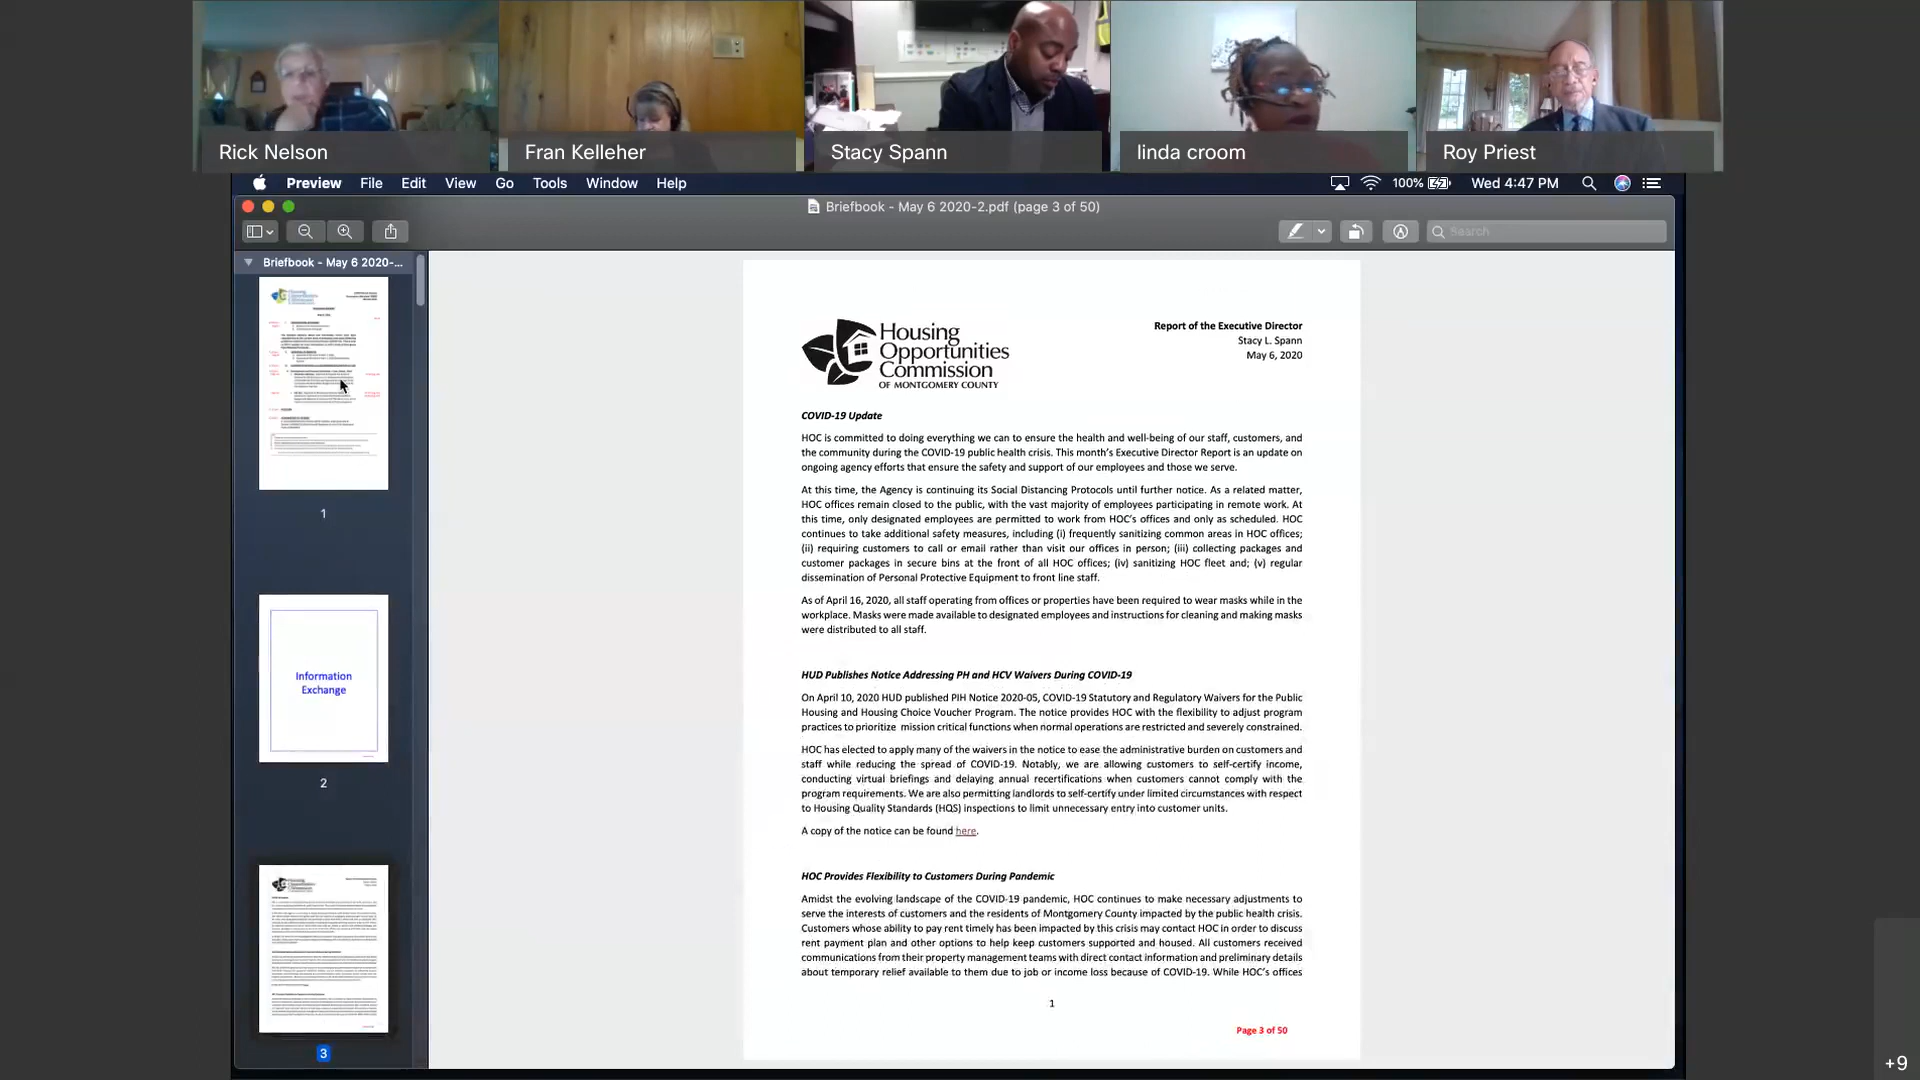 Rick Nelson
Fran Kelleher
Stacy Spann
linda croom
Roy Priest
Preview File Edit View Go Tools Window Help
100% Wed 4:47 PM
Briefbook - May 6 2020-2.pdf (page 3 of 50)
Search
Briefbook - May 6 2020-...
1
Information
Exchange
2
3
Housing
Opportunities
Commission
OF MONTGOMERY COUNTY
Report of the Executive Director
Stacy L. Spann
May 6, 2020
COVID-19 Update
HOC is committed to doing everything we can to ensure the health and well-being of our staff, customers, and
the community during the COVID-19 public health crisis. This month's Executive Director Report is an update on
ongoing agency efforts that ensure the safety and support of our employees and those we serve.
At this time, the Agency is continuing its Social Distancing Protocols until further notice. As a related matter,
HOC offices remain closed to the public, with the vast majority of employees participating in remote work. At
this time, only designated employees are permitted to work from HOC's offices and only as scheduled. HOC
continues to take additional safety measures, including (i) frequently sanitizing common areas in HOC offices;
(ii) requiring customers to call or email rather than visit our offices in person; (iii) collecting packages and
customer packages in secure bins at the front of all HOC offices; (iv) sanitizing HOC fleet and; (v) regular
dissemination of Personal Protective Equipment to front line staff.
As of April 16, 2020, all staff operating from offices or properties have been required to wear masks while in the
workplace. Masks were made available to designated employees and instructions for cleaning and making masks
were distributed to all staff.
HUD Publishes Notice Addressing PH and HCV Waivers During COVID-19
On April 10, 2020 HUD published PIH Notice 2020-05, COVID-19 Statutory and Regulatory Waivers for the Public
Housing and Housing Choice Voucher Program. The notice provides HOC with the flexibility to adjust program
practices to prioritize mission critical functions when normal operations are restricted and severely constrained.
HOC has elected to apply many of the waivers in the notice to ease the administrative burden on customers and
staff while reducing the spread of COVID-19. Notably, we are allowing customers to self-certify income,
conducting virtual briefings and delaying annual recertifications when customers cannot comply with the
program requirements. We are also permitting landlords to self-certify under limited circumstances with respect
to Housing Quality Standards (HQS) inspections to limit unnecessary entry into customer units.
A copy of the notice can be found here.
HOC Provides Flexibility to Customers During Pandemic
Amidst the evolving landscape of the COVID-19 pandemic, HOC continues to make necessary adjustments to
serve the interests of customers and the residents of Montgomery County impacted by the public health crisis.
Customers whose ability to pay rent timely has been impacted by this crisis may contact HOC in order to discuss
rent payment plan and other options to help keep customers supported and housed. All customers received
communications from their property management teams with direct contact information and preliminary details
about temporary relief available to them due to job or income loss because of COVID-19. While HOC's offices
1
Page 3 of 50
+9